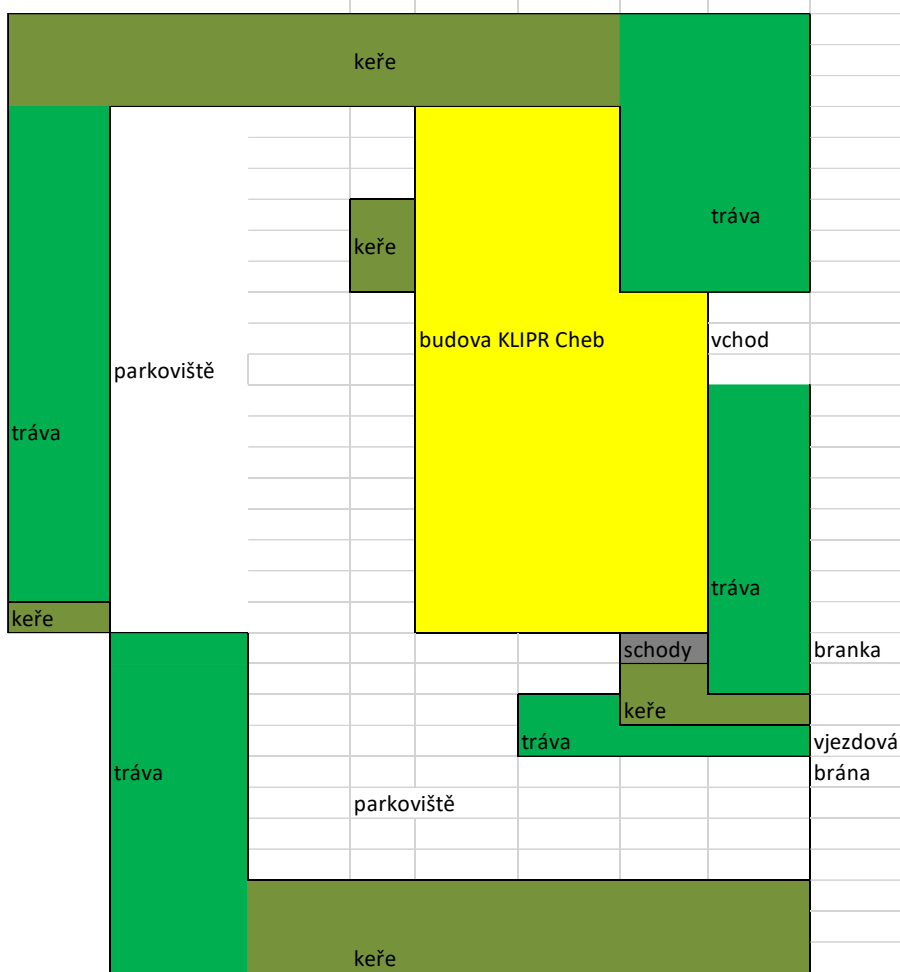 keře
tráva
keře
budova KLIPR Cheb
vchod
parkoviště
tráva
tráva
keře
schody
branka
keře
tráva
vjezdová
tráva
brána
parkoviště
keře